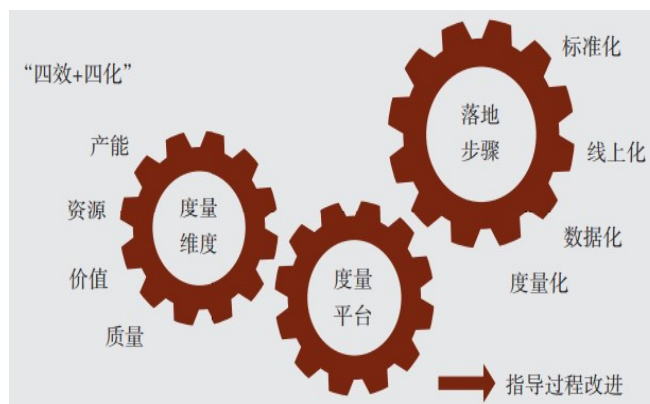 “四效+四化”
产能
资源
价值
质量
度量
维度
度量
平台
落地
步骤
标准化
线上化
数据化
度量化
指导过程改进